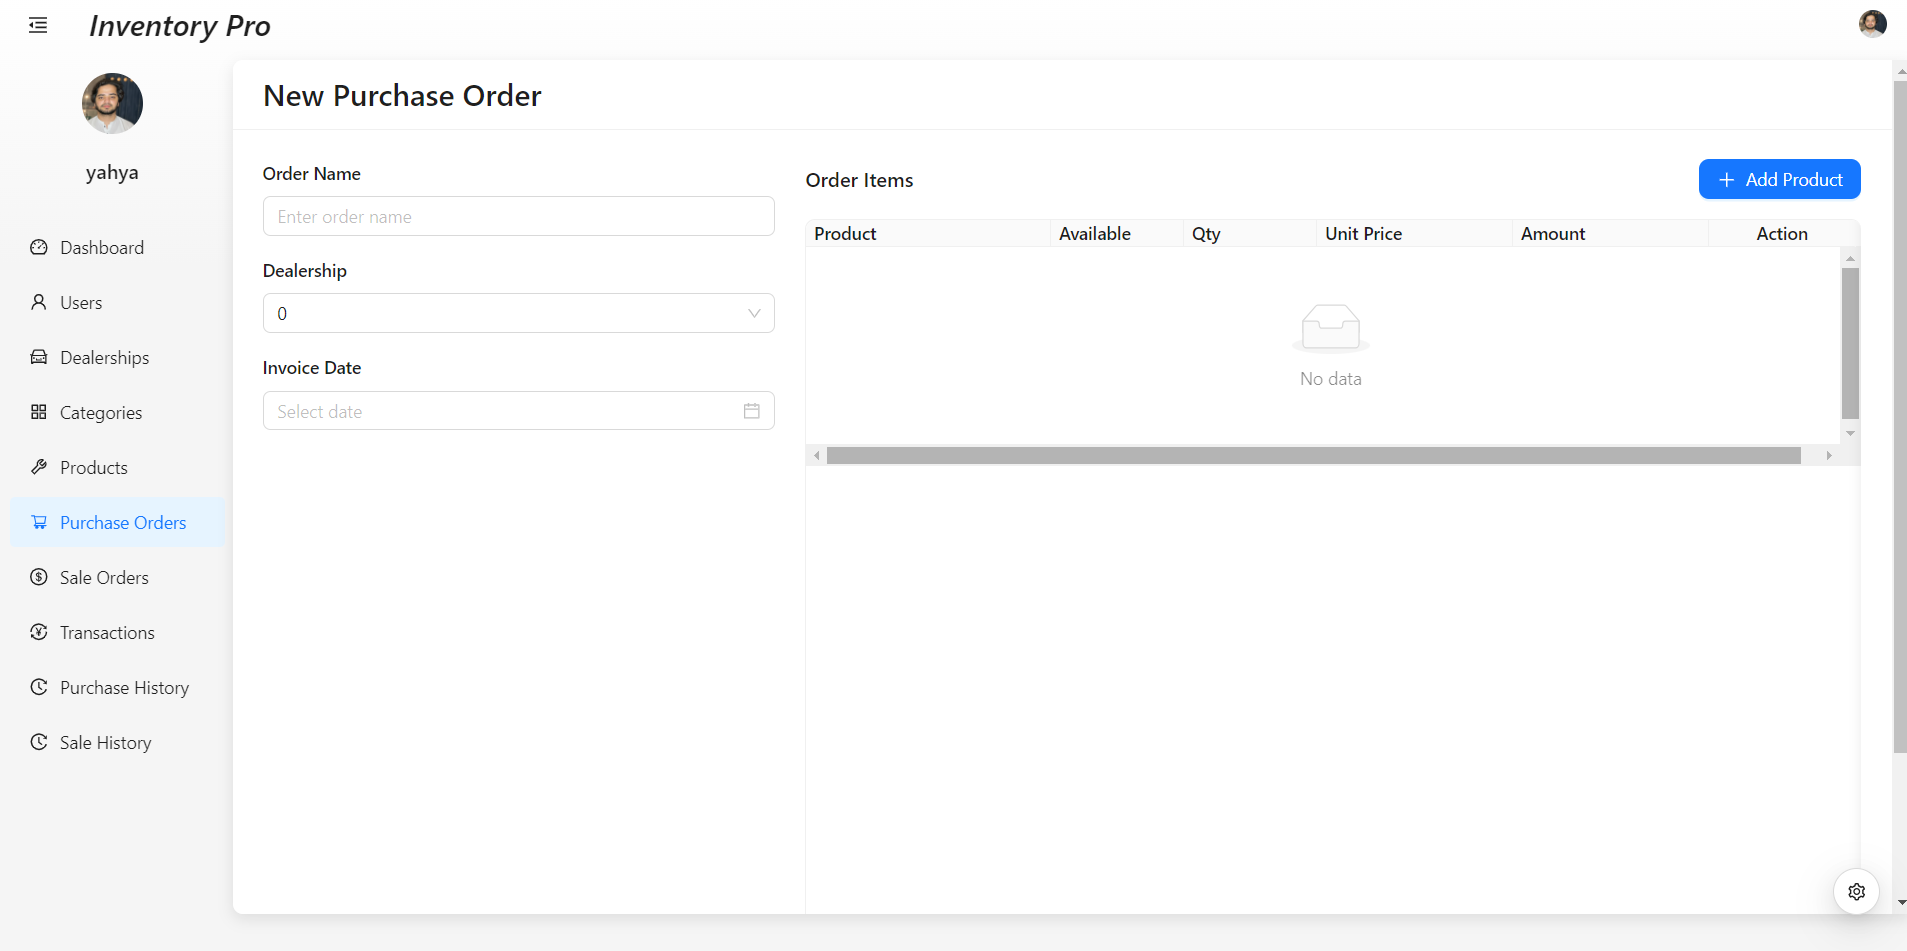 Inventory Pro
yahya
Dashboard
Users
Dealerships
Categories
Products
Purchase Orders
Sale Orders
Transactions
Purchase History
Sale History
New Purchase Order
Order Name
Enter order name
Dealership
0
Invoice Date
Select date
Order Items
Add Product
Product Available Qty Unit Price Amount Action
No data